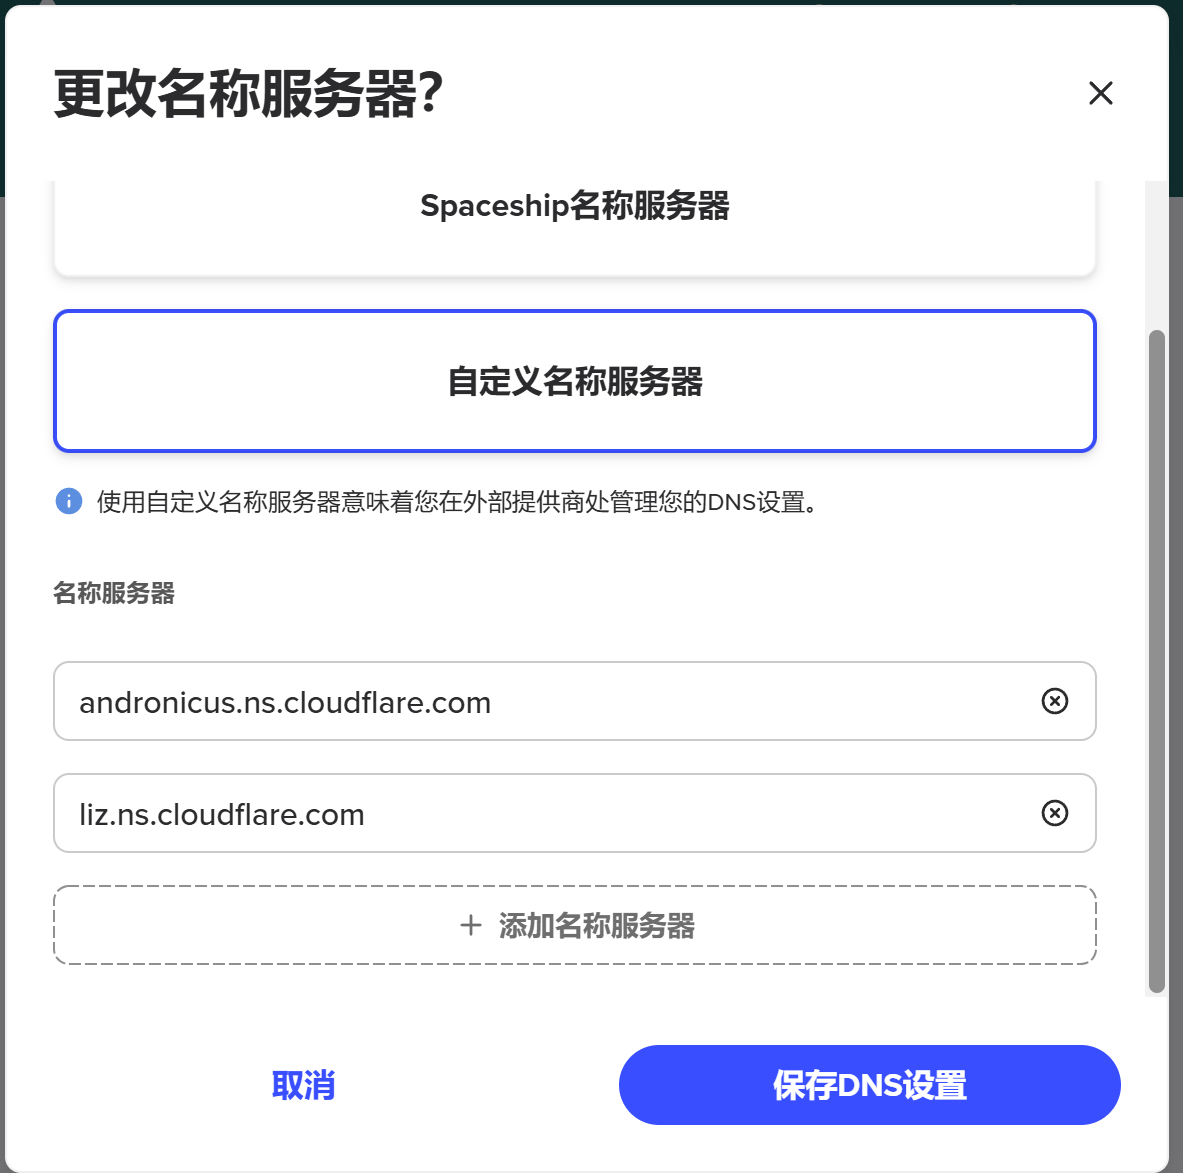 更改名称服务器？
Spaceship名称服务器
自定义名称服务器
使用自定义名称服务器意味着您在外部提供商处管理您的DNS设置。
名称服务器
andronicus.ns.cloudflare.com
liz.ns.cloudflare.com
+ 添加名称服务器
取消
保存DNS设置